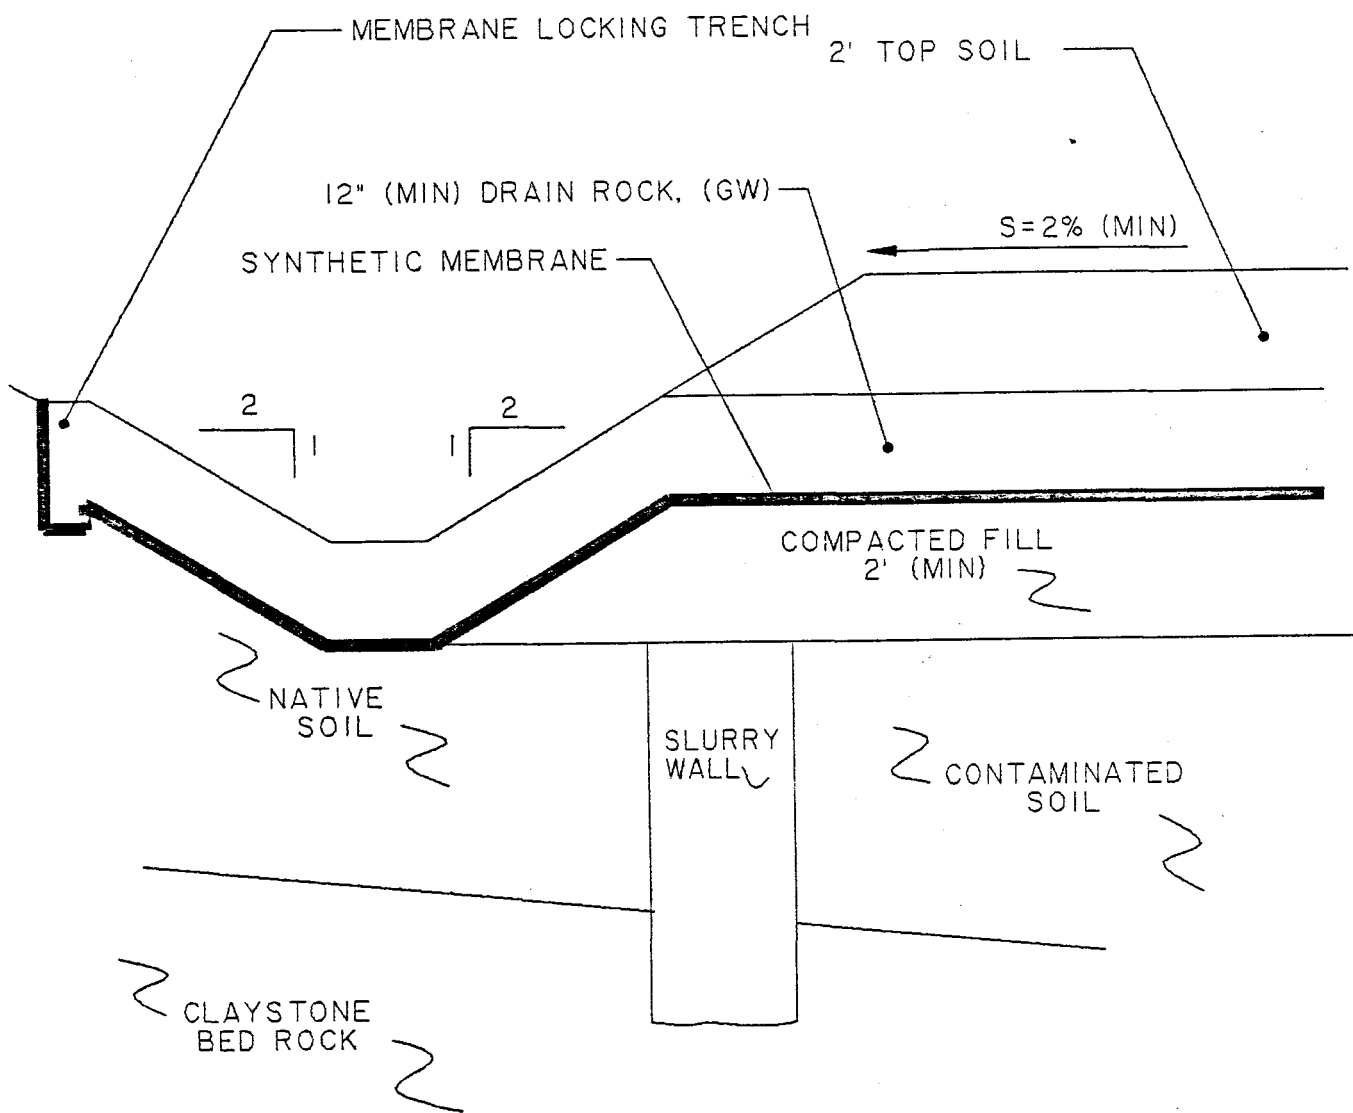 MEMBRANE LOCKING TRENCH
2' TOP SOIL
12" (MIN) DRAIN ROCK, (GW)
S=2% (MIN)
SYNTHETIC MEMBRANE
2
1
1
2
COMPACTED FILL
2' (MIN)
NATIVE
SOIL
SLURRY
WALL
CONTAMINATED
SOIL
CLAYSTONE
BED ROCK